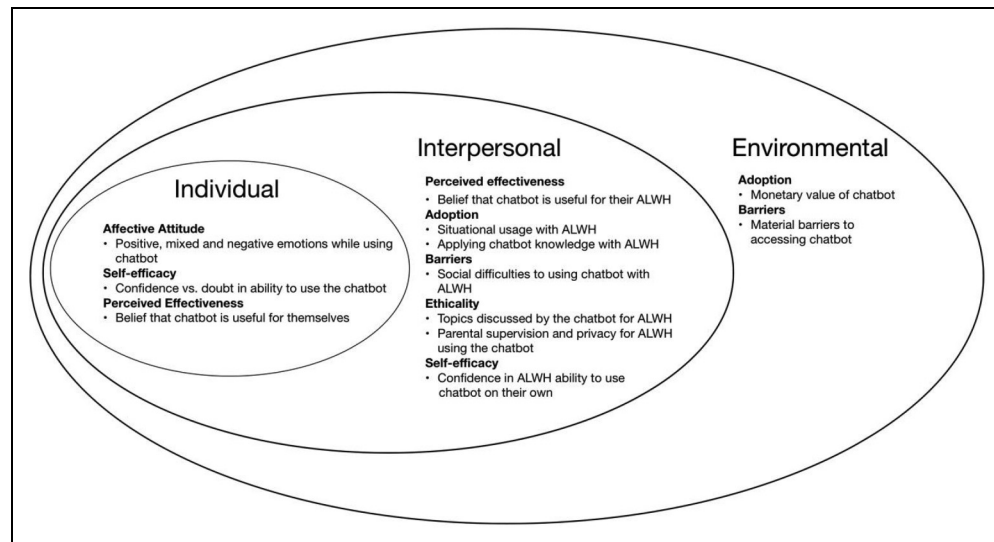 Individual
Affective Attitude
• Positive, mixed and negative emotions while using
chatbot
Self-efficacy
• Confidence vs. doubt in ability to use the chatbot
Perceived Effectiveness
• Belief that chatbot is useful for themselves
Interpersonal
Perceived effectiveness
• Belief that chatbot is useful for their ALWH
Adoption
• Situational usage with ALWH
• Applying chatbot knowledge with ALWH
Barriers
• Social difficulties to using chatbot with
ALWH
Ethicality
• Topics discussed by the chatbot for ALWH
• Parental supervision and privacy for ALWH
using the chatbot
Self-efficacy
• Confidence in ALWH ability to use
chatbot on their own
Environmental
Adoption
• Monetary value of chatbot
Barriers
• Material barriers to
accessing chatbot